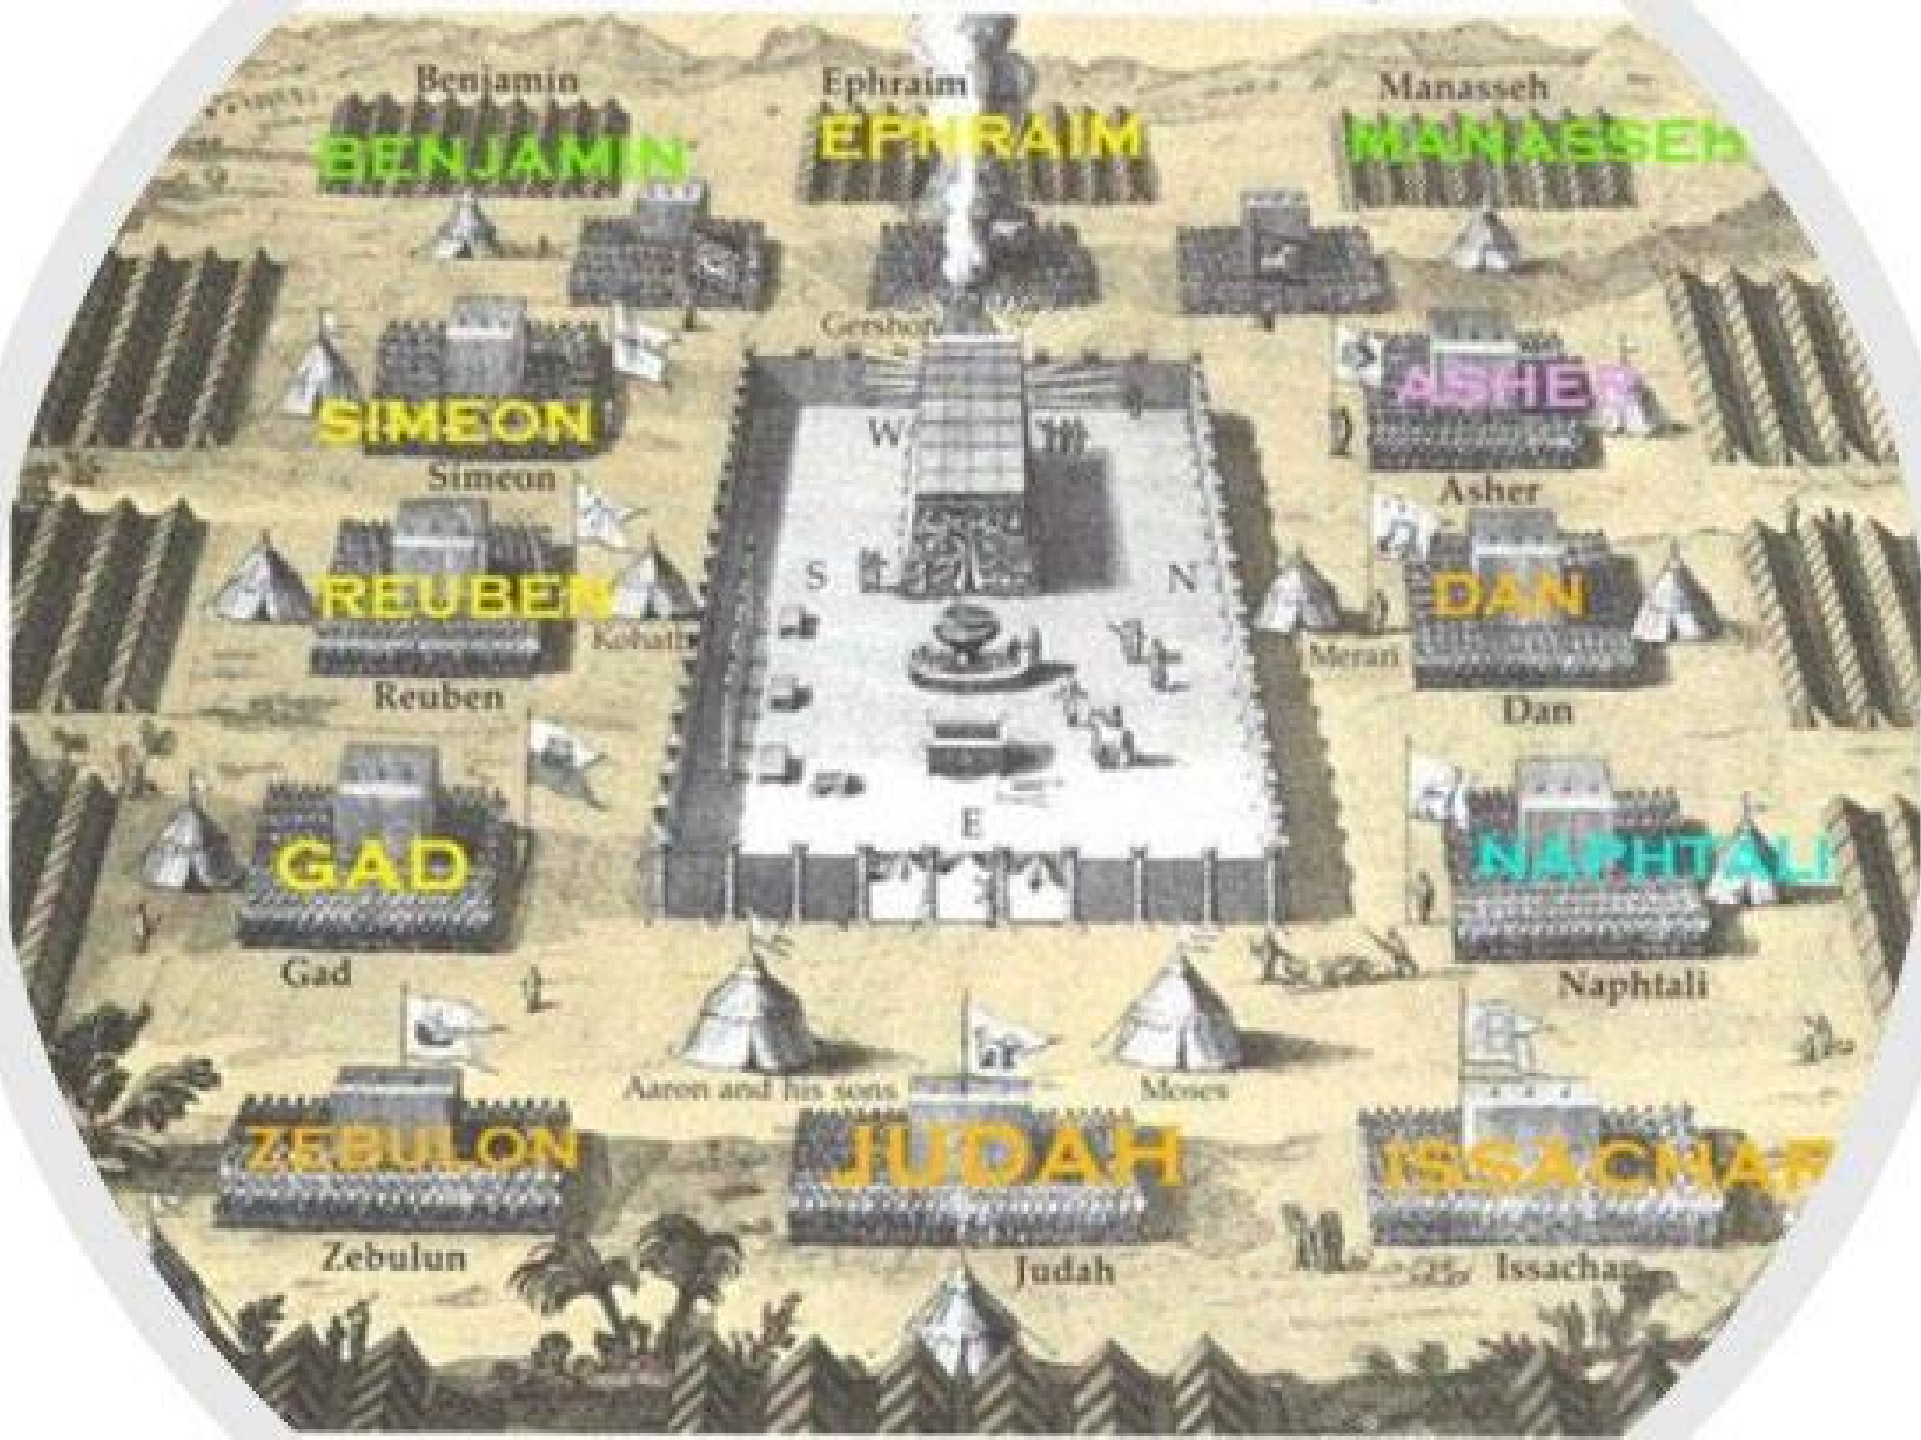 Benjamin
Ephraim
Manasseh
BENJAMIN
EPHRAIM
MANASSEH
Gershon
ASHER
SIMEON
W
Simeon
Asher
S
N
REUBEN
DAN
Kohath
Merari
Reuben
Dan
E
GAD
NAPHTALI
Gad
Naphtali
Aaron and his sons
Moses
ZEBULON
JUDAH
ISSACHAR
Zebulun
Judah
Issachar